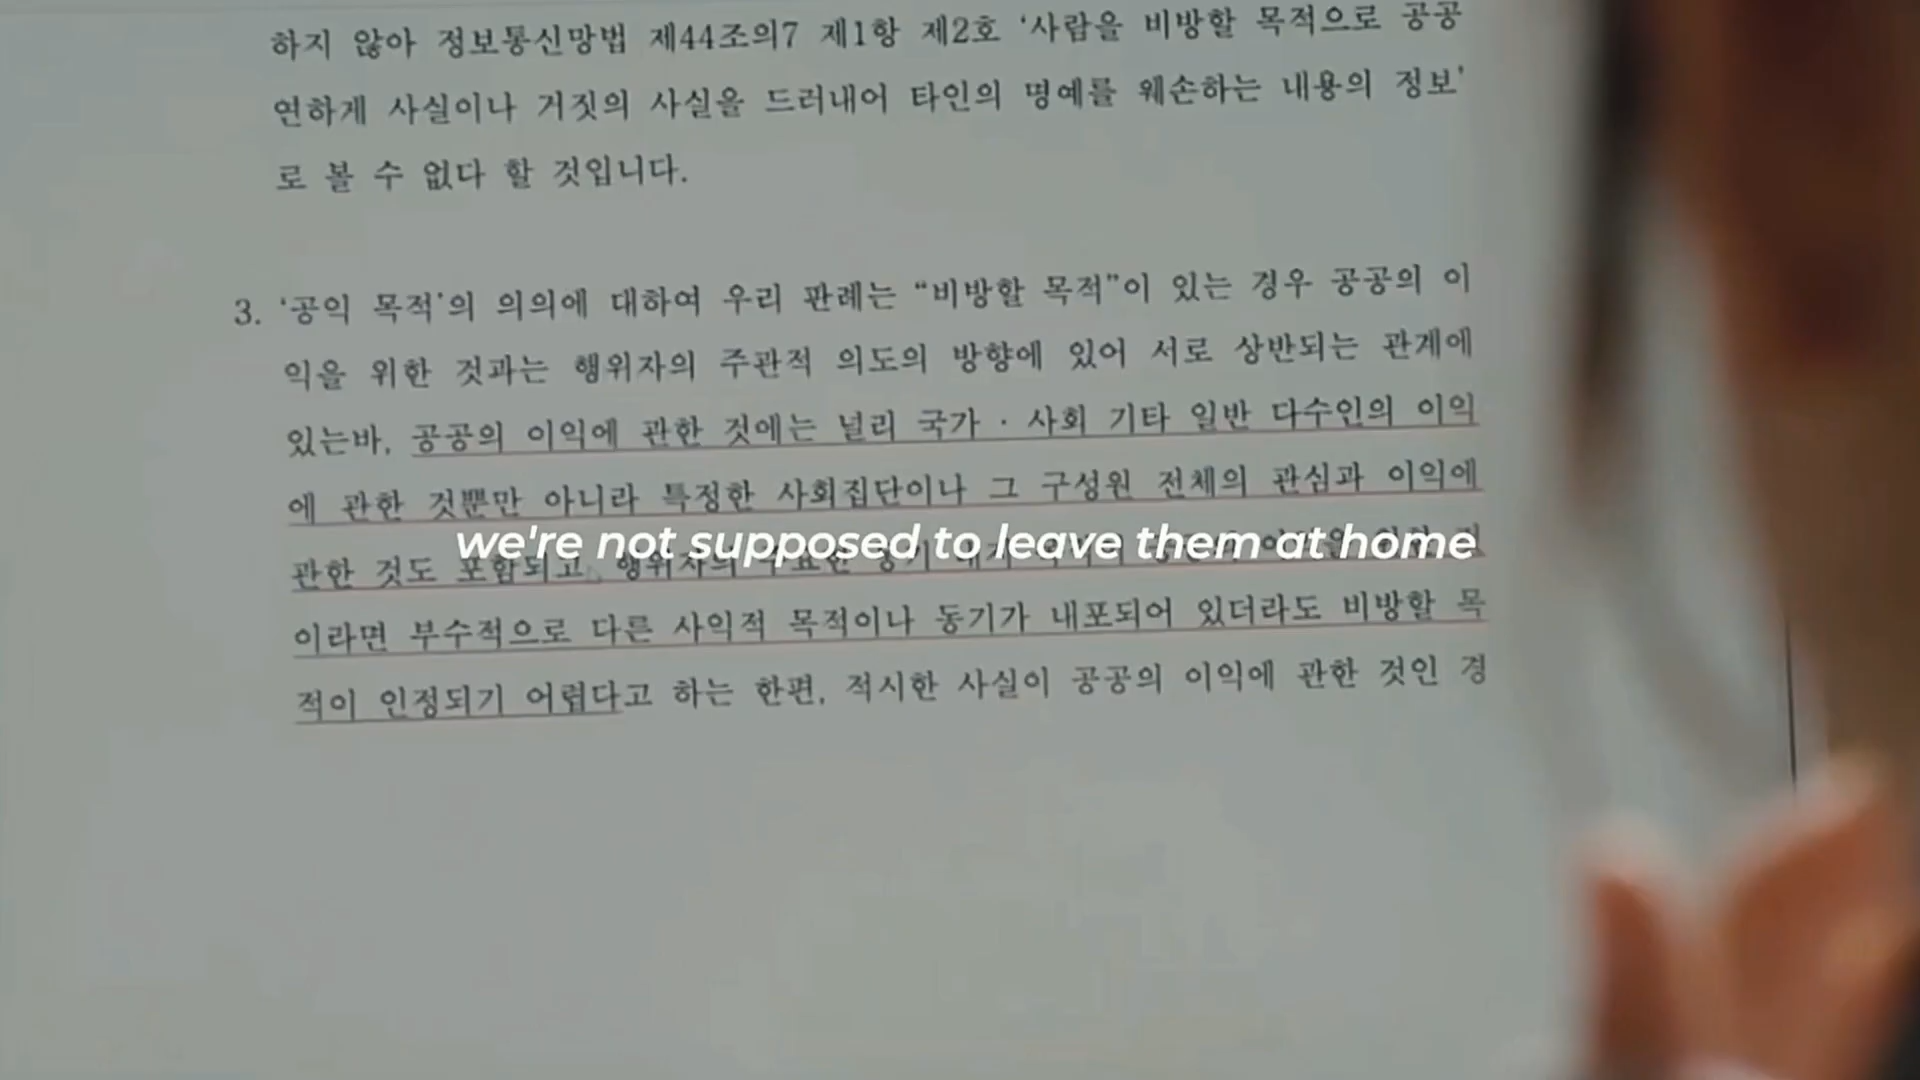 하지 않아 정보통신망법 제44조의7 제1항 제2호 ‘사람을 비방할 목적으로 공공
연하게 사실이나 거짓의 사실을 드러내어 타인의 명예를 훼손하는 내용의 정보’
로 볼 수 없다 할 것입니다.
3. ‘공익 목적’의 의의에 대하여 우리 판례는 “비방할 목적”이 있는 경우 공공의 이
익을 위한 것과는 행위자의 주관적 의도의 방향에 있어 서로 상반되는 관계에
있는바, 공공의 이익에 관한 것에는 널리 국가 · 사회 기타 일반 다수인의 이익
에 관한 것뿐만 아니라 특정한 사회집단이나 그 구성원 전체의 관심과 이익에
we're not supposed to leave them at home
관한 것도 포함되고, 행위자의
이라면 부수적으로 다른 사익적 목적이나 동기가 내포되어 있더라도 비방할 목
적이 인정되기 어렵다고 하는 한편, 적시한 사실이 공공의 이익에 관한 것인 경